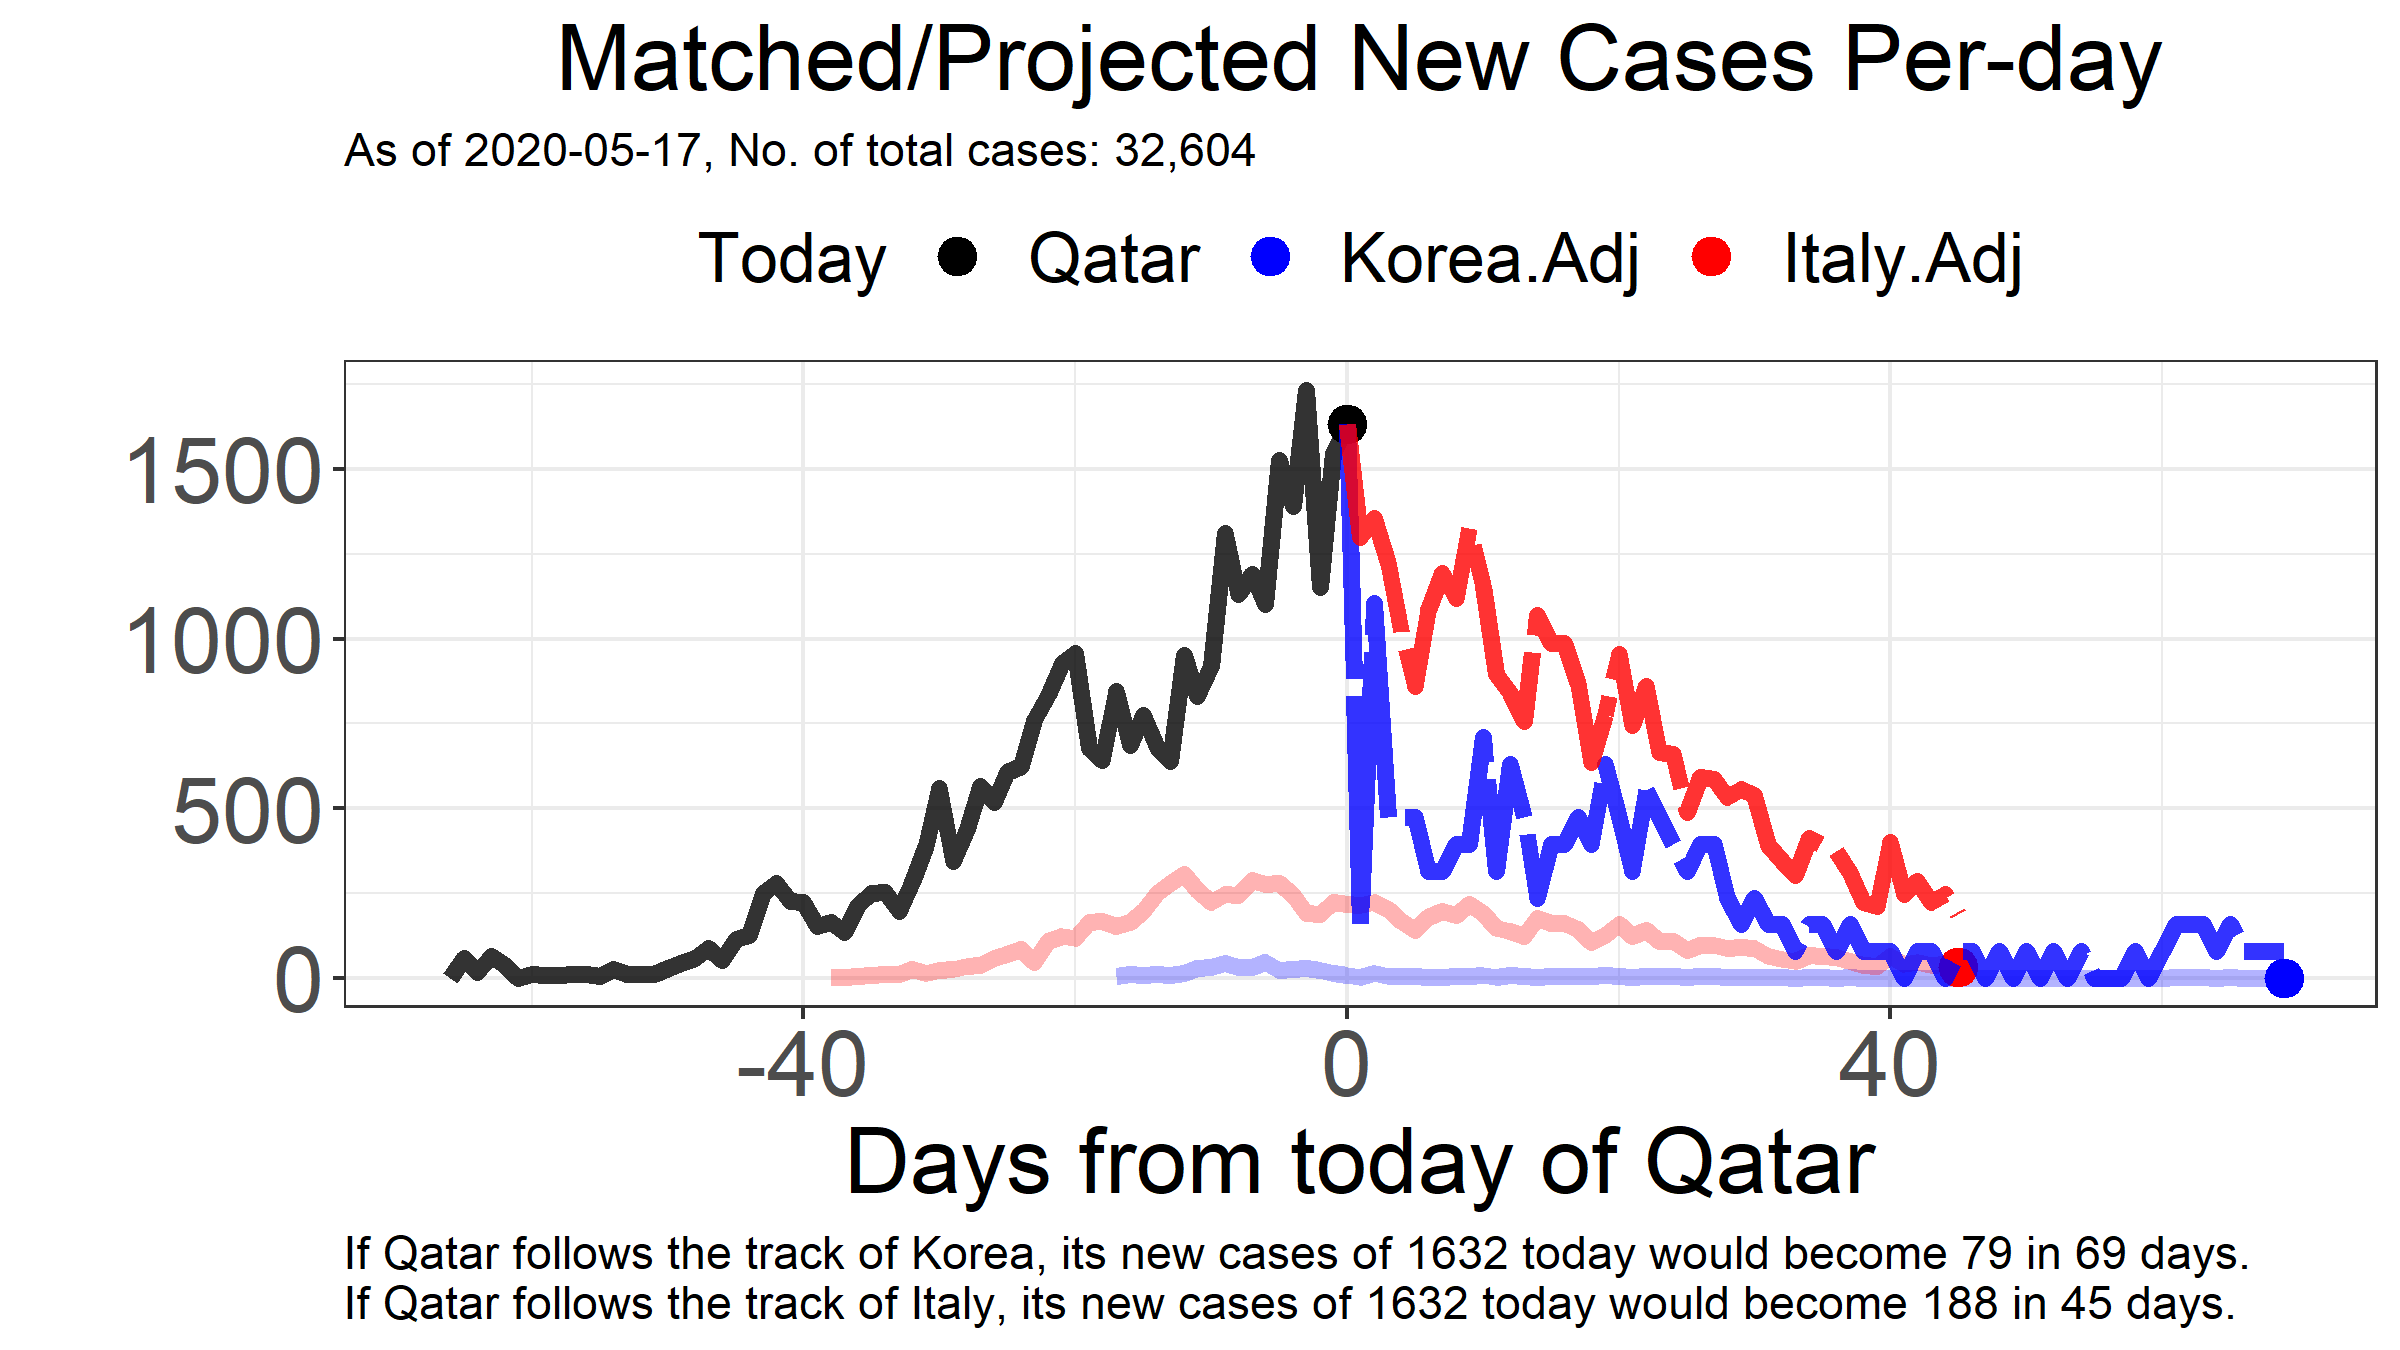 Matched/Projected New Cases Per-day
As of 2020-05-17, No. of total cases: 32,604
Today Qatar Korea.Adj Italy.Adj
1500
1000
500
0
-40 0 40
Days from today of Qatar
If Qatar follows the track of Korea, its new cases of 1632 today would become 79 in 69 days.
If Qatar follows the track of Italy, its new cases of 1632 today would become 188 in 45 days.